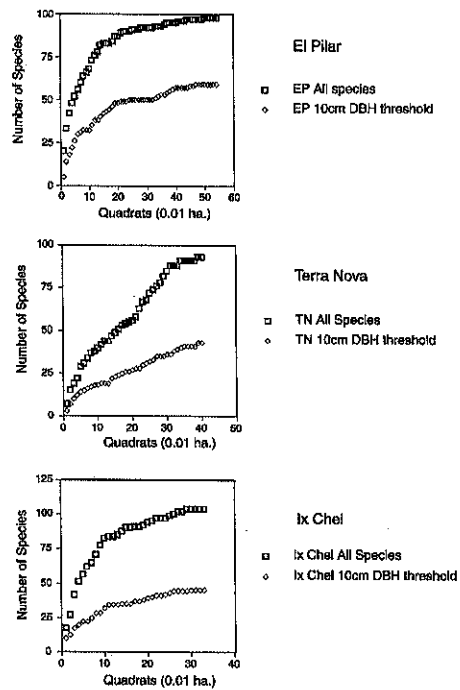 El Pilar
Number of Species
100
75
50
25
0
0 10 20 30 40 50 60
Quadrats (0.01 ha.)
EP All species
EP 10cm DBH threshold
Terra Nova
Number of Species
100
75
50
25
0
0 10 20 30 40 50
Quadrats (0.01 ha.)
TN All Species
TN 10cm DBH threshold
Ix Chel
Number of Species
125
100
75
50
25
0
0 10 20 30 40
Quadrats (0.01 ha.)
Ix Chel All Species
Ix Chel 10cm DBH threshold